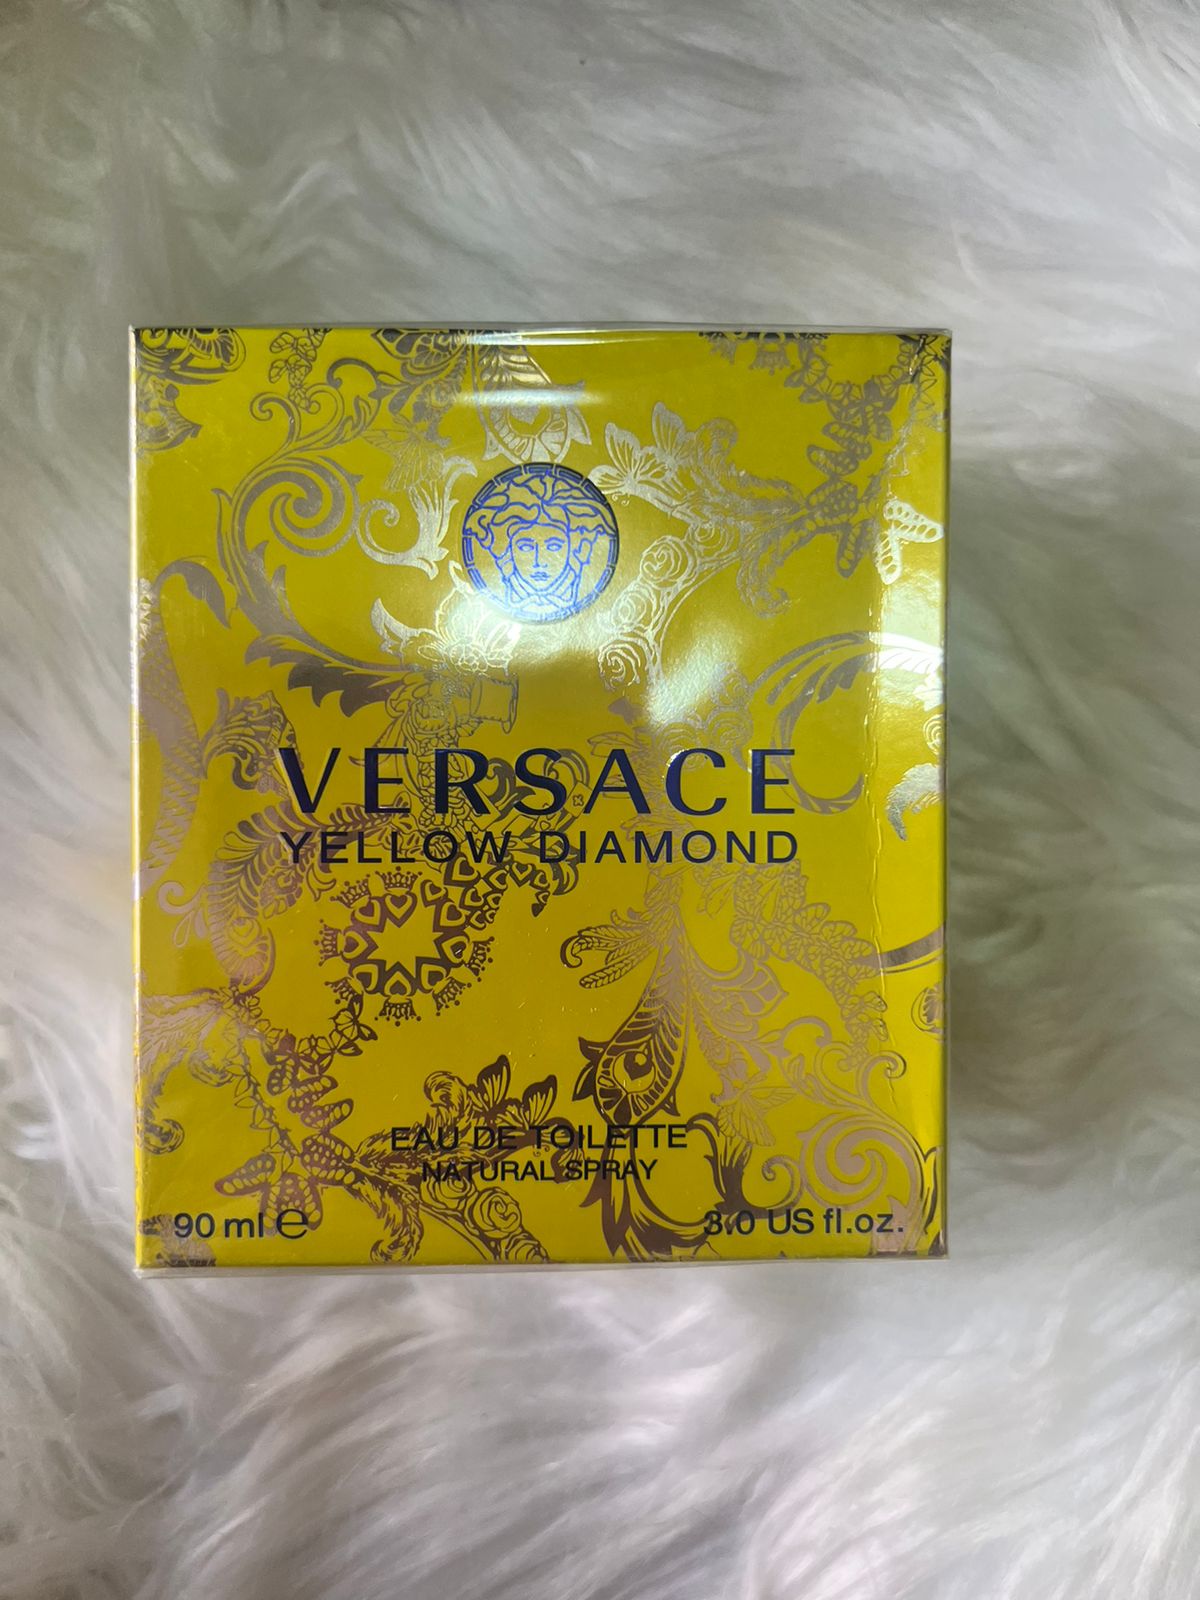 VERSACE
YELLOW DIAMOND
EAU DE TOILETTE
NATURAL SPRAY
90 ml ℮
3.0 US fl.oz.